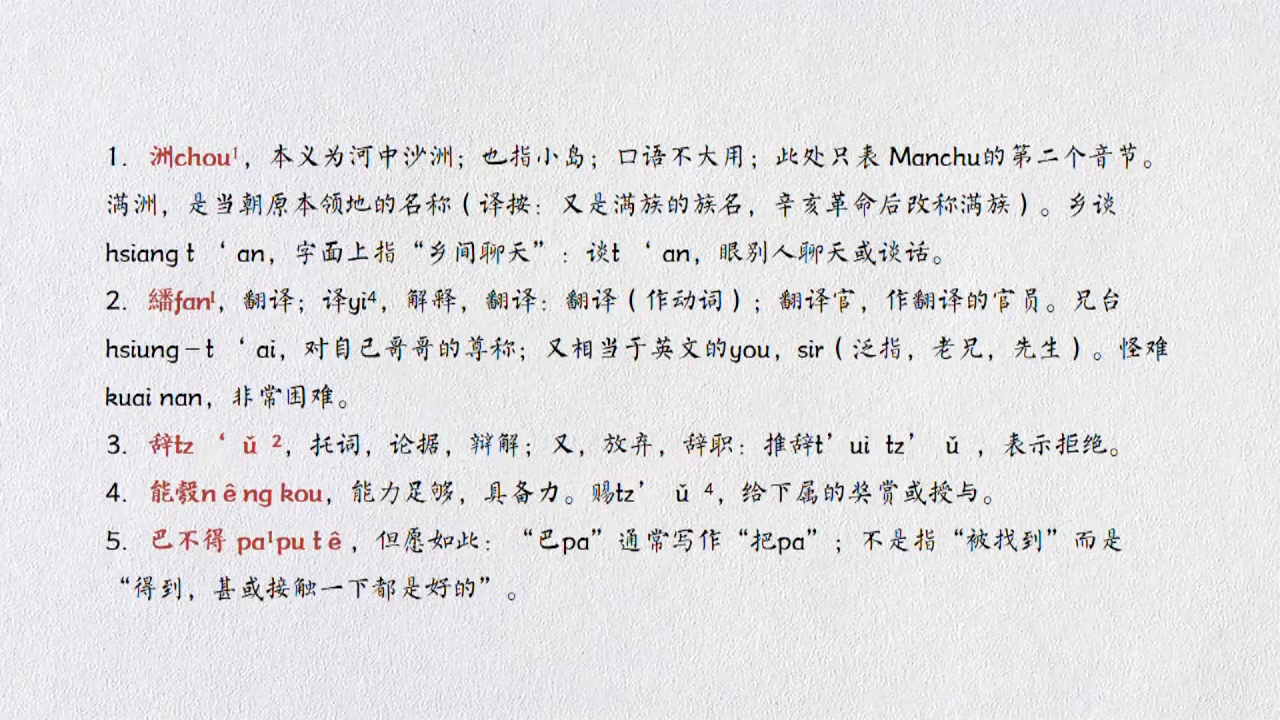 1. 洲chou¹，本义为河中沙洲；也指小岛；口语不大用；此处只表 Manchu的第二个音节。
满洲，是当朝原本领地的名称（译按：又是满族的族名，辛亥革命后改称满族）。乡谈
hsiang t ‘ an，字面上指“乡间聊天”：谈t ‘ an，跟别人聊天或谈话。
2. 繙fan¹，翻译；译yi⁴，解释，翻译：翻译（作动词）；翻译官，作翻译的官员。兄台
hsiung－t ‘ ai，对自己哥哥的尊称；又相当于英文的you，sir（泛指，老兄，先生）。怪难
kuai nan，非常困难。
3. 辞tz ‘ ŭ ²，托词，论据，辩解；又，放弃，辞职：推辞t’ui tz’ ŭ ，表示拒绝。
4. 能彀n ê ng kou，能力足够，具备力。赐tz’ ŭ ⁴，给下属的奖赏或授与。
5. 巴不得 pa¹pu t ê ，但愿如此：“巴pa”通常写作“把pa”；不是指“被找到”而是
“得到，甚或接触一下都是好的”。